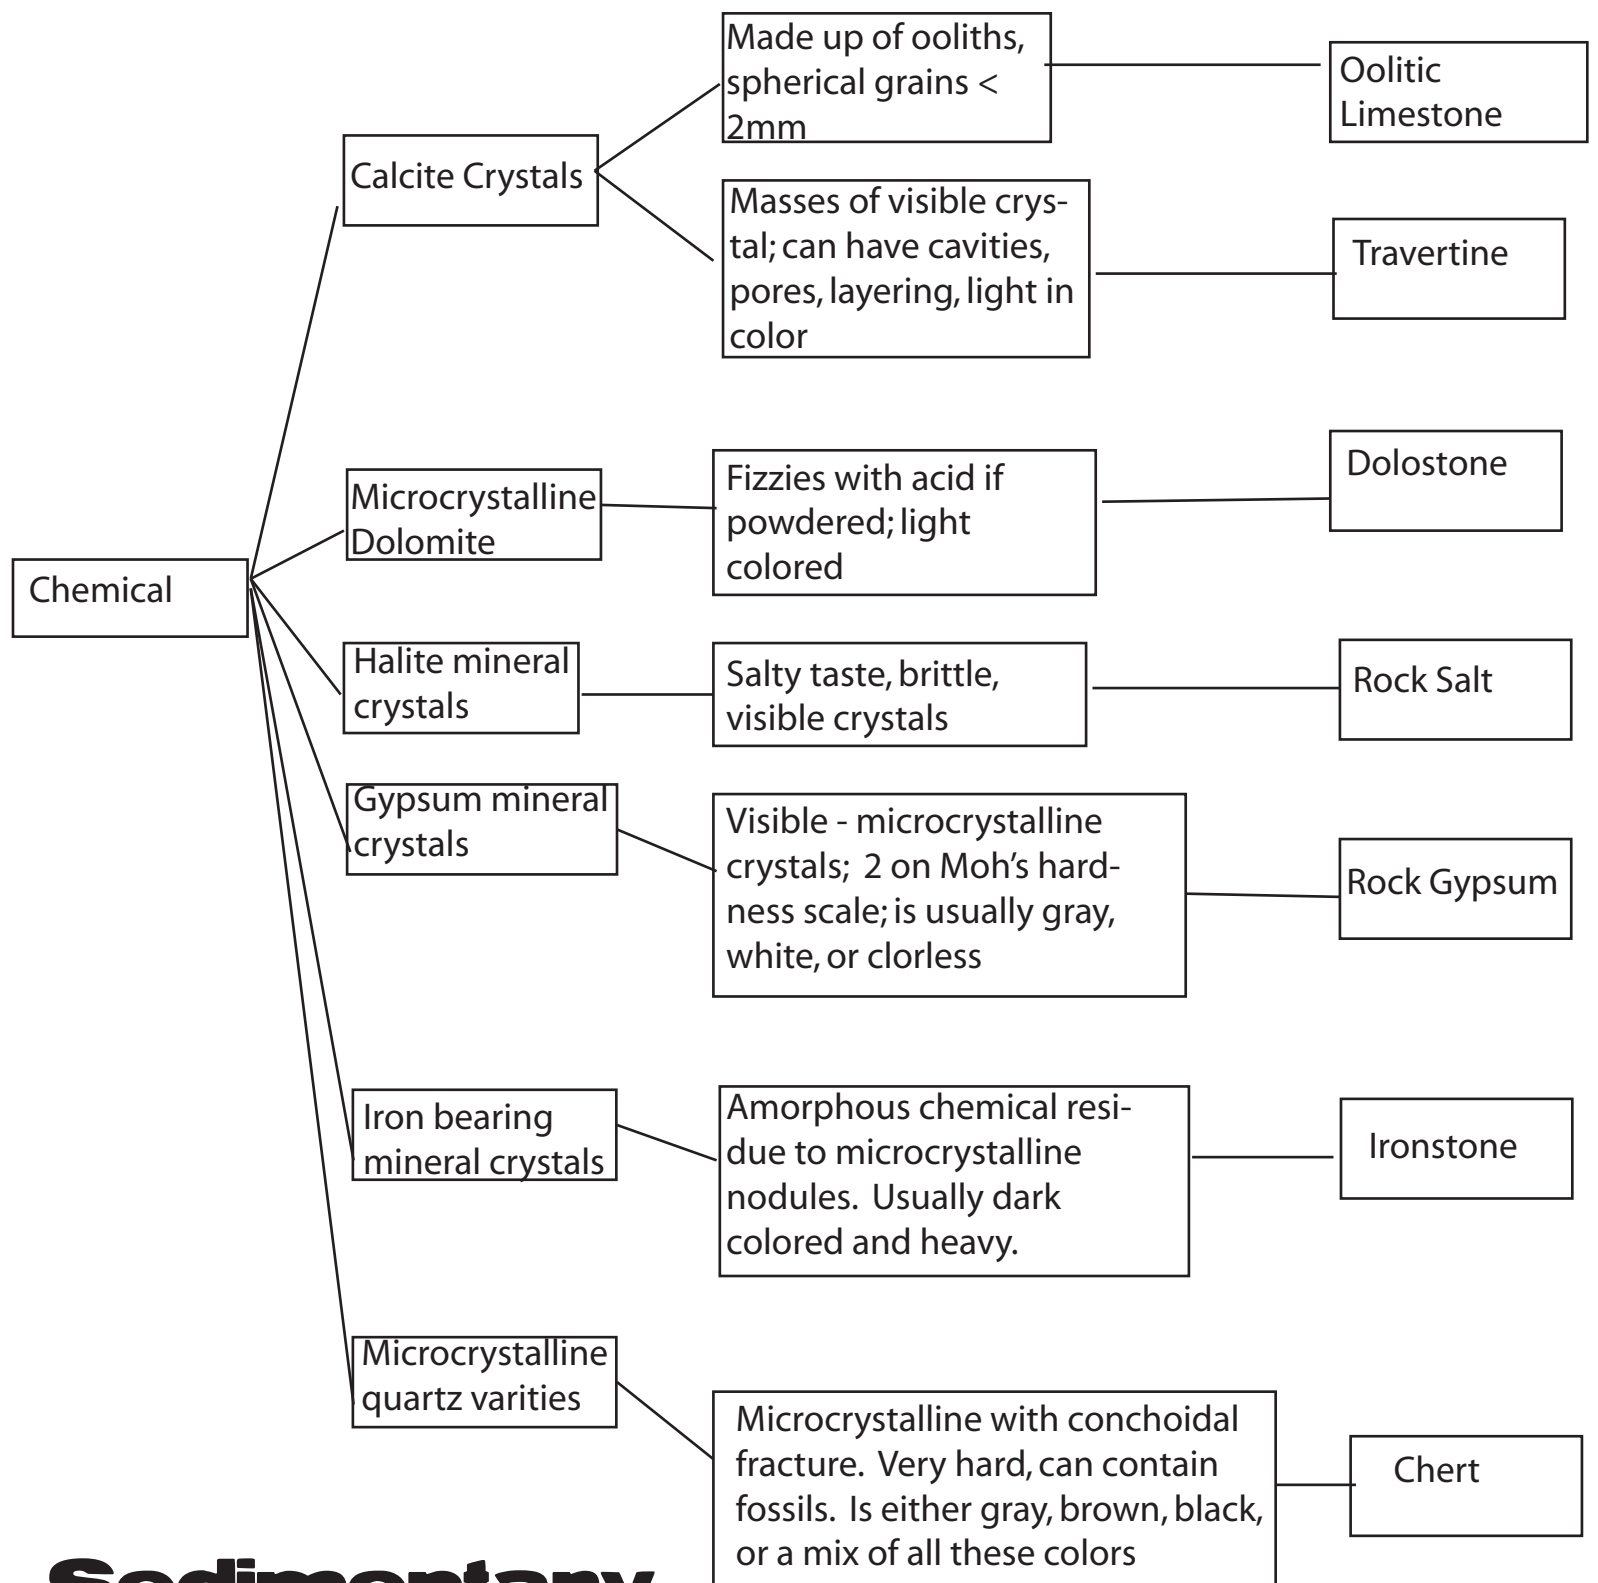 Made up of ooliths,
spherical grains <
2mm
Oolitic
Limestone
Calcite Crystals
Masses of visible crys-
tal; can have cavities,
pores, layering, light in
color
Travertine
Microcrystalline
Dolomite
Fizzies with acid if
powdered; light
colored
Dolostone
Chemical
Halite mineral
crystals
Salty taste, brittle,
visible crystals
Rock Salt
Gypsum mineral
crystals
Visible - microcrystalline
crystals;  2 on Moh's hard-
ness scale; is usually gray,
white, or clorless
Rock Gypsum
Iron bearing
mineral crystals
Amorphous chemical resi-
due to microcrystalline
nodules.  Usually dark
colored and heavy.
Ironstone
Microcrystalline
quartz varities
Microcrystalline with conchoidal
fracture.  Very hard, can contain
fossils.  Is either gray, brown, black,
or a mix of all these colors
Chert
Sedimentary